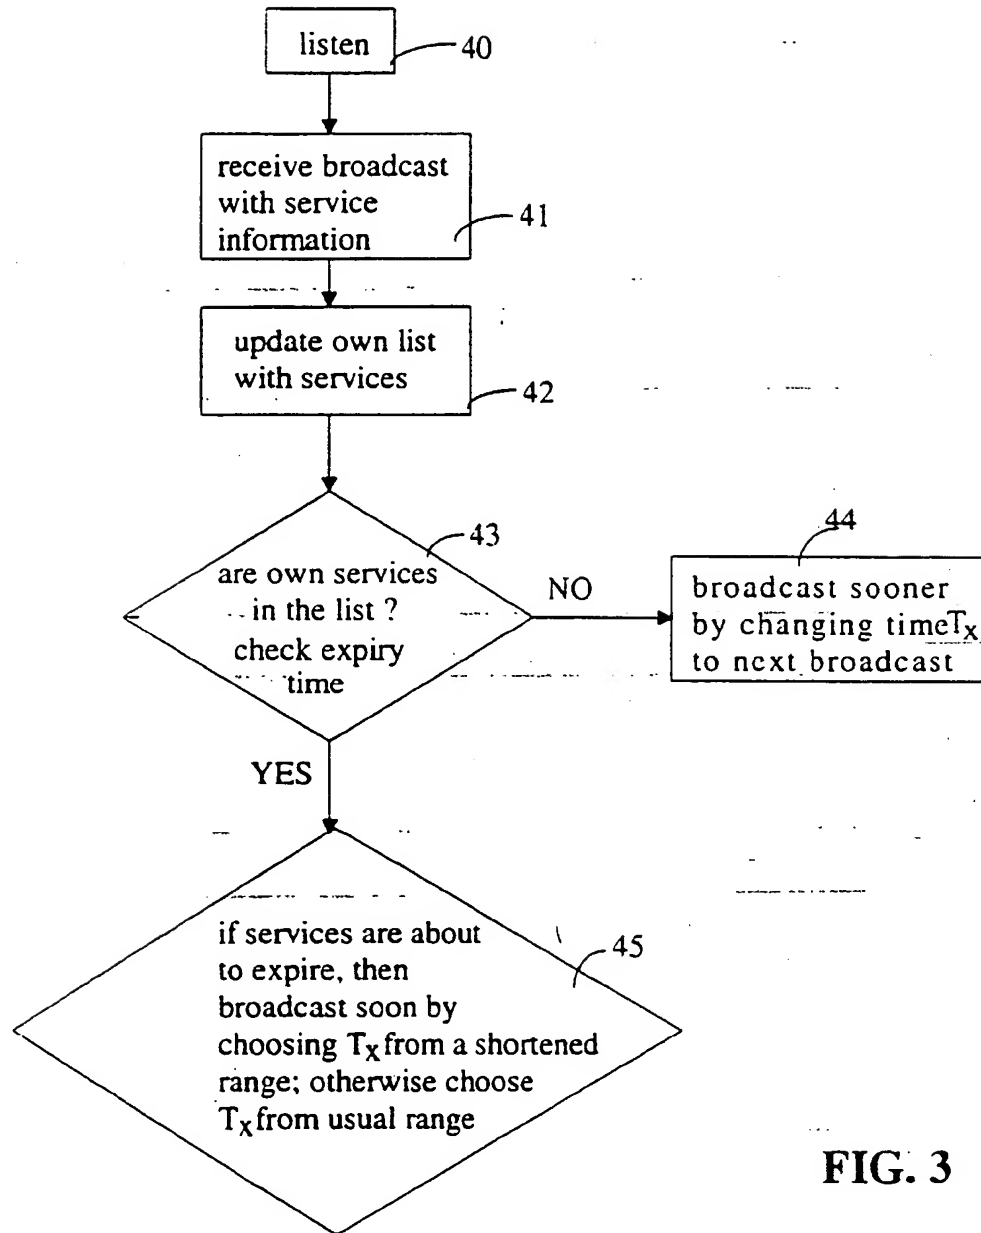 listen
40
receive broadcast
with service
information
41
update own list
with services
42
43
are own services
in the list ?
check expiry
time
NO
44
broadcast sooner
by changing timeTx
to next broadcast
YES
45
if services are about
to expire, then
broadcast soon by
choosing Tx from a shortened
range; otherwise choose
Tx from usual range
FIG. 3